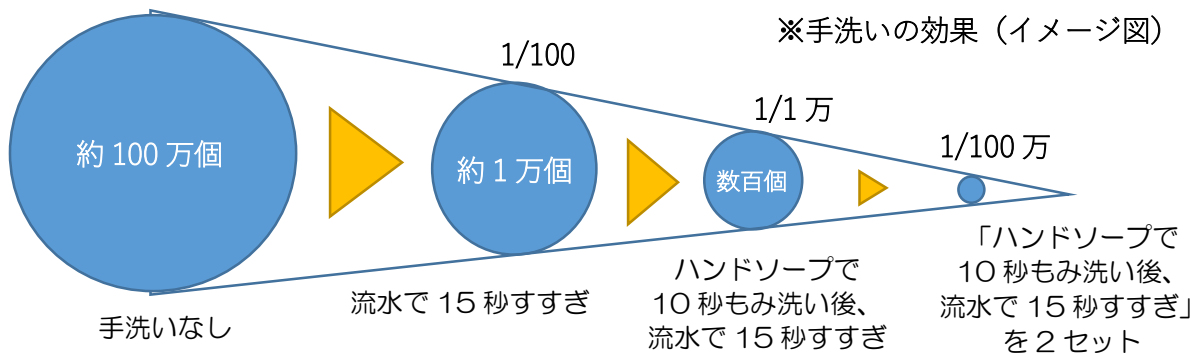 ※手洗いの効果（イメージ図）
約 100 万個
手洗いなし
1/100
約 1 万個
流水で 15 秒すすぎ
1/1 万
数百個
ハンドソープで
10 秒もみ洗い後、
流水で 15 秒すすぎ
1/100 万
「ハンドソープで
10 秒もみ洗い後、
流水で 15 秒すすぎ」
を 2 セット